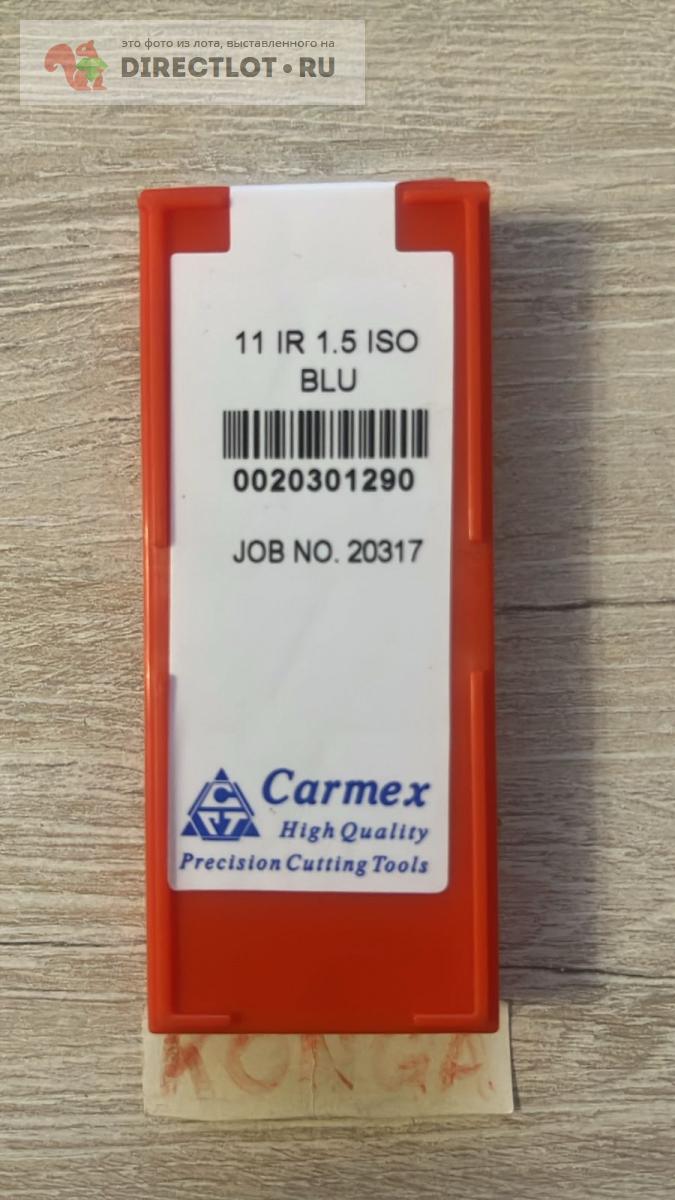 это фото из лота, выставленного на
DIRECTLOT.RU
11 IR 1.5 ISO
BLU
0020301290
JOB NO. 20317
Carmex
High Quality
Precision Cutting Tools
KONGA